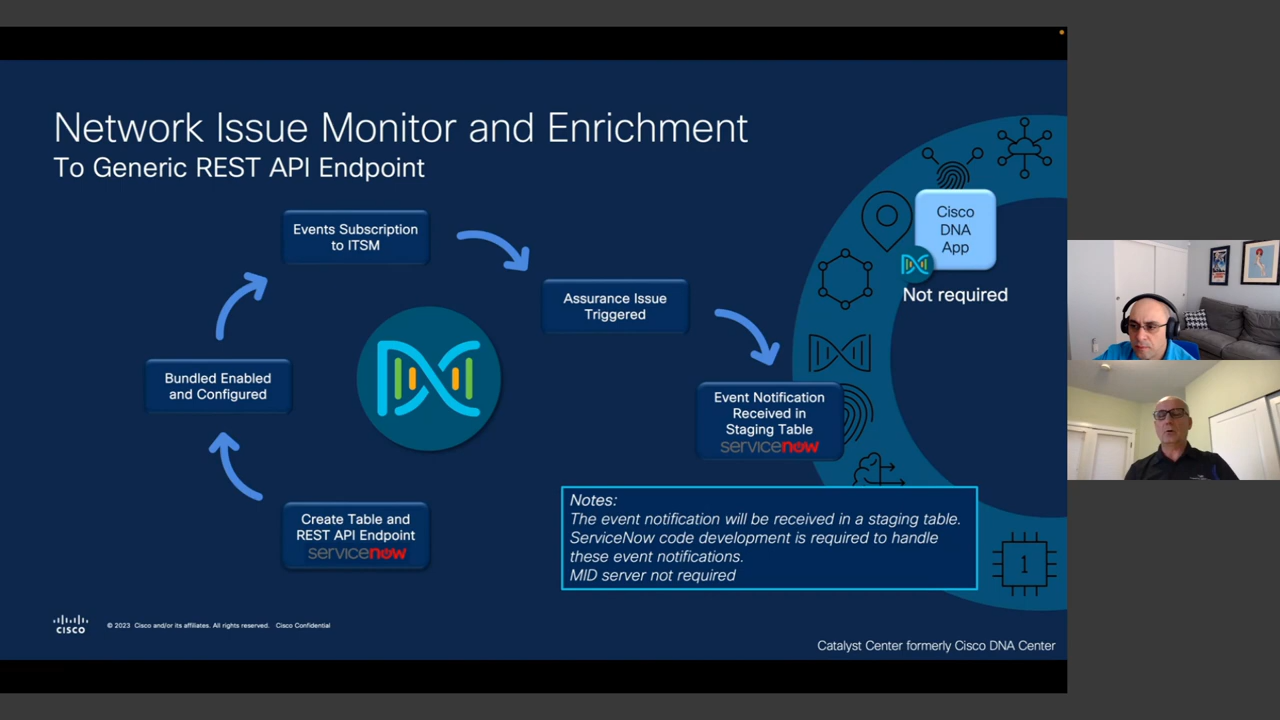 Network Issue Monitor and Enrichment
To Generic REST API Endpoint
Events Subscription
to ITSM
Assurance Issue
Triggered
Cisco
DNA
App
Not required
Bundled Enabled
and Configured
Event Notification
Received in
Staging Table
servicenow
Create Table and
REST API Endpoint
servicenow
Notes:
The event notification will be received in a staging table.
ServiceNow code development is required to handle
these event notifications.
MID server not required
1
CISCO
© 2023 Cisco and/or its affiliates. All rights reserved. Cisco Confidential
Catalyst Center formerly Cisco DNA Center